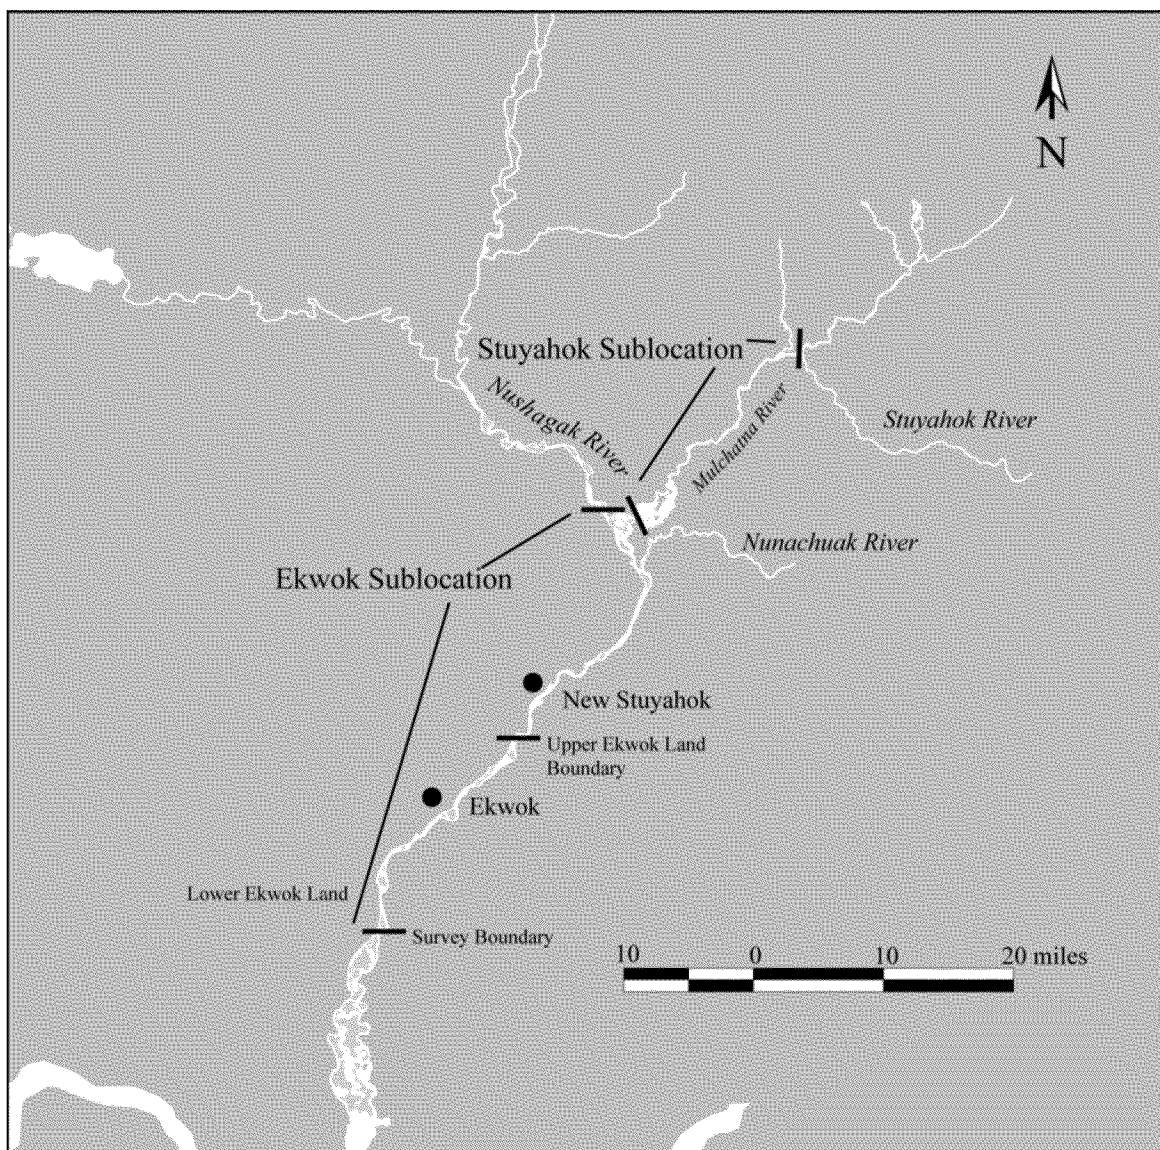 N
Stuyahok Sublocation
Nushagak River
Mulchatna River
Stuyahok River
Nunachuak River
Ekwok Sublocation
New Stuyahok
Upper Ekwok Land
Boundary
Ekwok
Lower Ekwok Land
Survey Boundary
10 0 10 20 miles